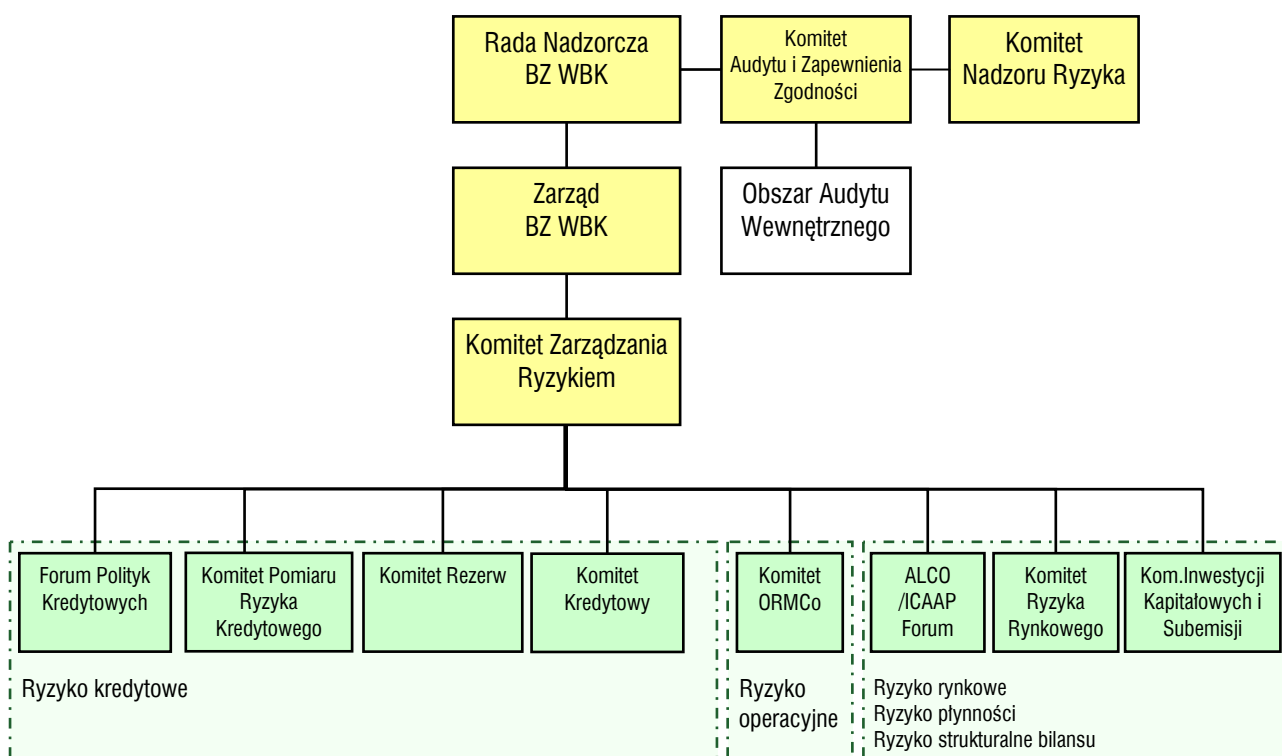 Rada Nadzorcza
BZ WBK
Komitet
Audytu i Zapewnienia
Zgodności
Komitet
Nadzoru Ryzyka
Zarząd
BZ WBK
Obszar Audytu
Wewnętrznego
Komitet Zarządzania
Ryzykiem
Forum Polityk
Kredytowych
Komitet Pomiaru
Ryzyka
Kredytowego
Komitet Rezerw
Komitet
Kredytowy
Komitet
ORMCo
ALCO
/ICAAP
Forum
Komitet
Ryzyka
Rynkowego
Kom.Inwestycji
Kapitałowych i
Subemisji
Ryzyko kredytowe
Ryzyko
operacyjne
Ryzyko rynkowe
Ryzyko płynności
Ryzyko strukturalne bilansu